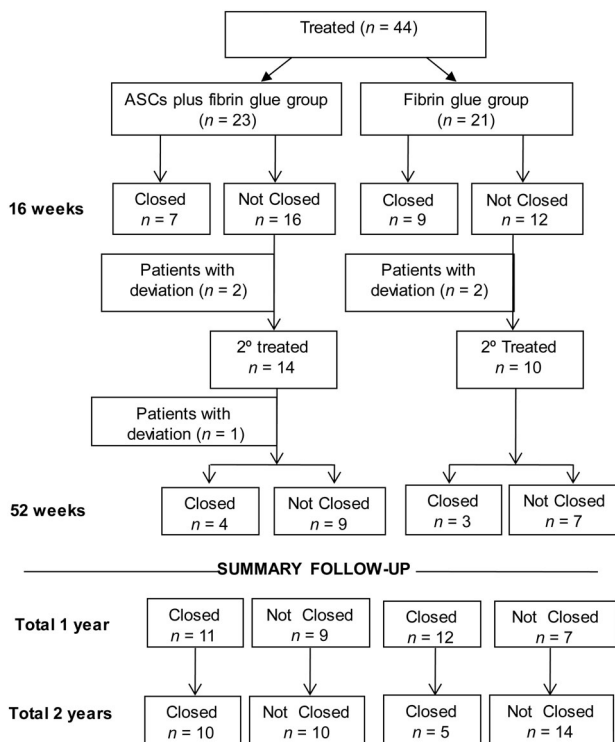 Treated (n = 44)
ASCs plus fibrin glue group
(n = 23)
Fibrin glue group
(n = 21)
16 weeks
Closed
n = 7
Not Closed
n = 16
Closed
n = 9
Not Closed
n = 12
Patients with
deviation (n = 2)
Patients with
deviation (n = 2)
2º treated
n = 14
2º Treated
n = 10
Patients with
deviation (n = 1)
52 weeks
Closed
n = 4
Not Closed
n = 9
Closed
n = 3
Not Closed
n = 7
SUMMARY FOLLOW-UP
Total 1 year
Closed
n = 11
Not Closed
n = 9
Closed
n = 12
Not Closed
n = 7
Total 2 years
Closed
n = 10
Not Closed
n = 10
Closed
n = 5
Not Closed
n = 14